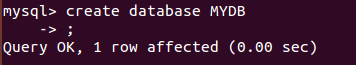 mysql> create database MYDB
    -> ;
Query OK, 1 row affected (0.00 sec)